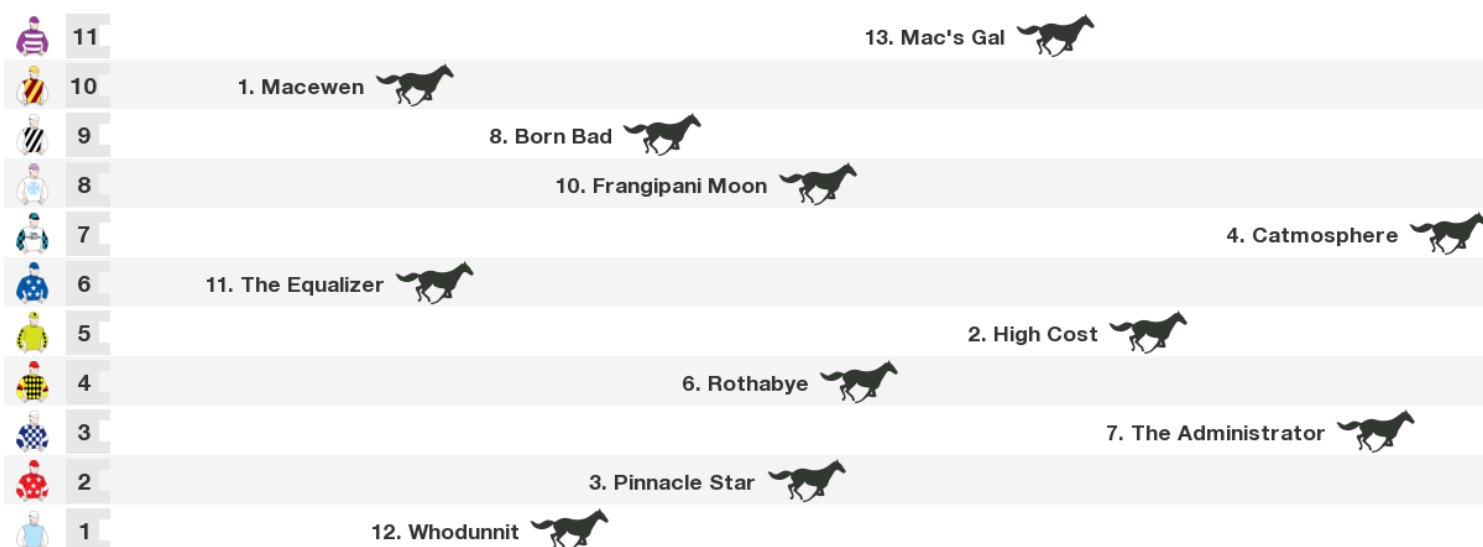 11 13. Mac's Gal
10 1. Macewen
9 8. Born Bad
8 10. Frangipani Moon
7 4. Catmosphere
6 11. The Equalizer
5 2. High Cost
4 6. Rothabye
3 7. The Administrator
2 3. Pinnacle Star
1 12. Whodunnit